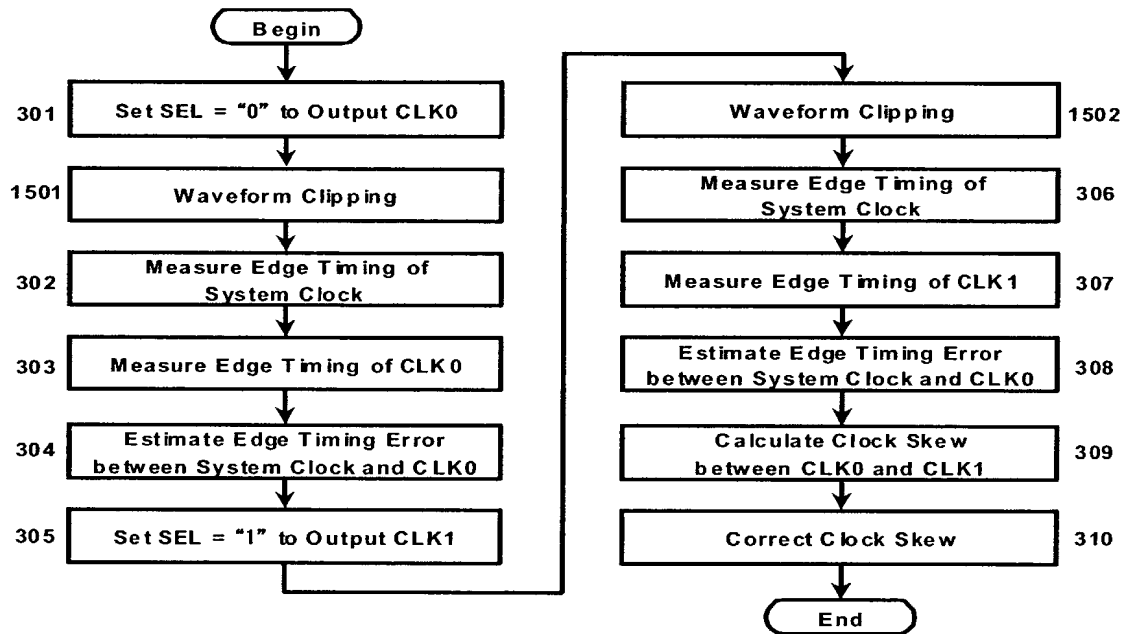 Begin
301
Set SEL = "0" to Output CLK0
1501
Waveform Clipping
302
Measure Edge Timing of
System Clock
303
Measure Edge Timing of CLK0
304
Estimate Edge Timing Error
between System Clock and CLK0
305
Set SEL = "1" to Output CLK1
Waveform Clipping
1502
Measure Edge Timing of
System Clock
306
Measure Edge Timing of CLK1
307
Estimate Edge Timing Error
between System Clock and CLK0
308
Calculate Clock Skew
between CLK0 and CLK1
309
Correct Clock Skew
310
End